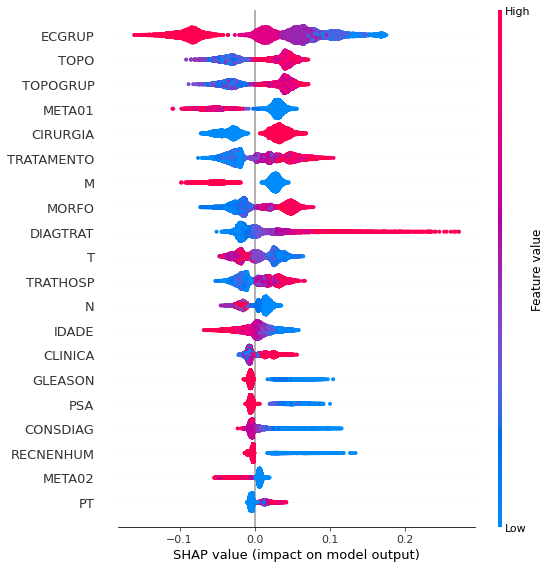 High
ECGRUP
TOPO
TOPOGRUP
META01
CIRURGIA
TRATAMENTO
M
MORFO
DIAGTRAT
T
TRATHOSP
N
IDADE
CLINICA
GLEASON
PSA
CONSDIAG
RECNENHUM
META02
PT
Feature value
Low
−0.1 0.0 0.1 0.2
SHAP value (impact on model output)